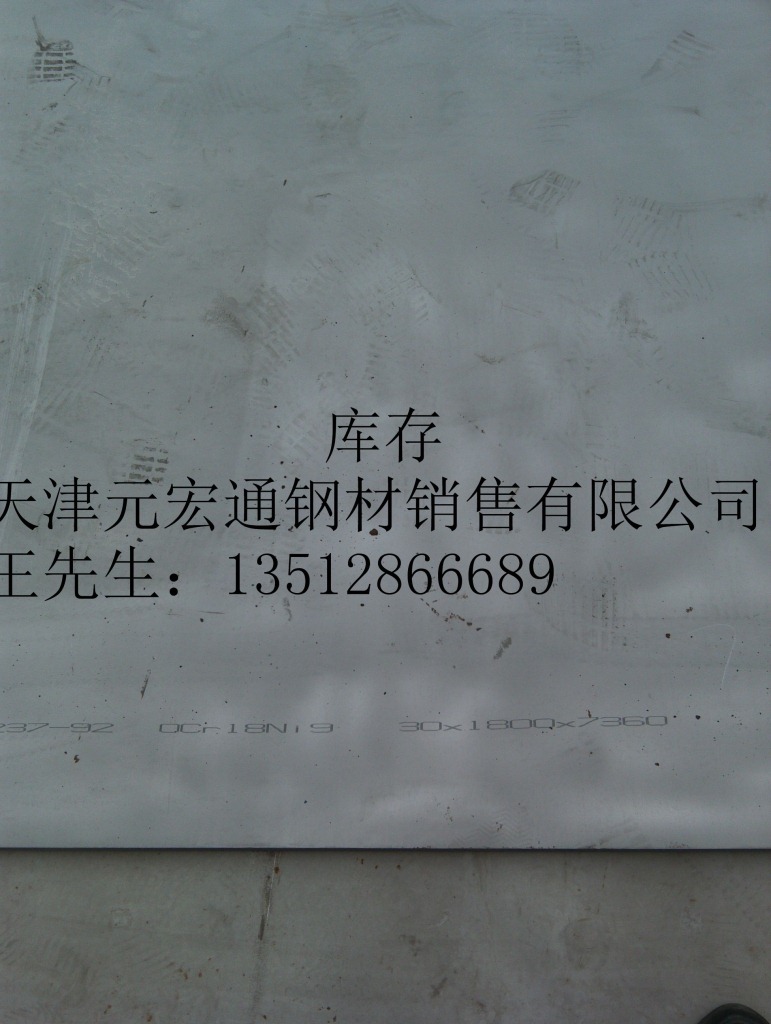 库存
天津元宏通钢材销售有限公司
王先生：13512866689
237-92 0Cr18Ni9 30x1800x7360